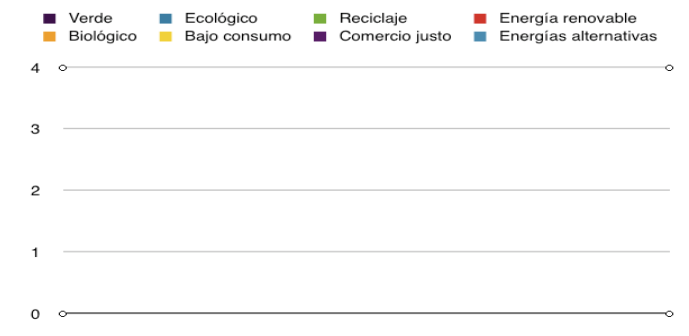 Verde Ecológico Reciclaje Energía renovable
Biológico Bajo consumo Comercio justo Energías alternativas
4
3
2
1
0